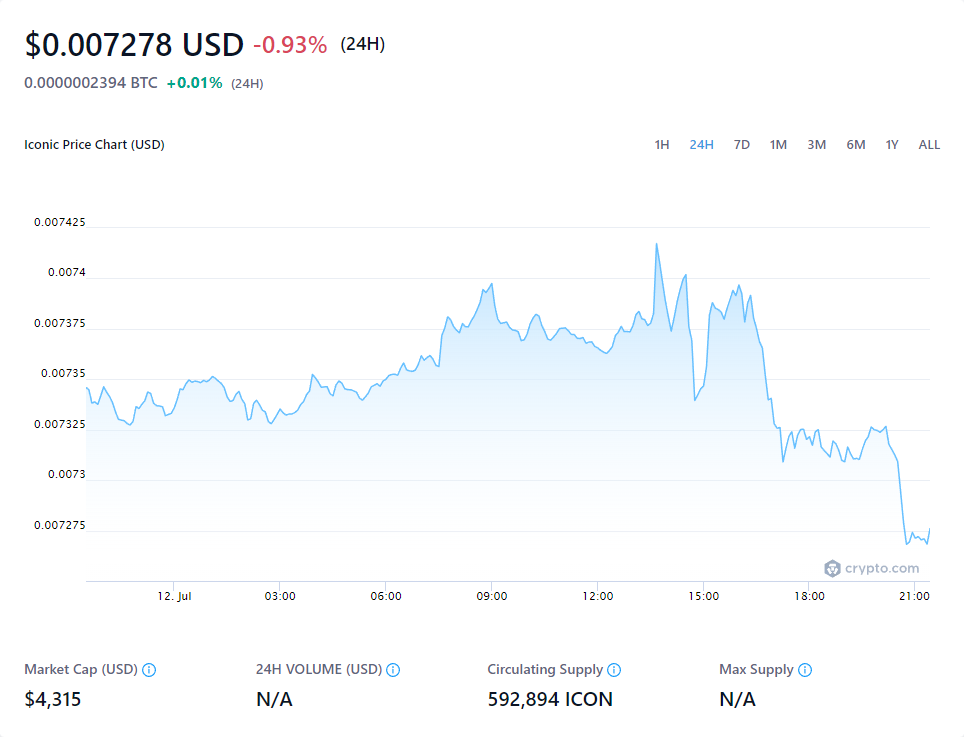 $0.007278 USD -0.93% (24H)
0.0000002394 BTC +0.01% (24H)
Iconic Price Chart (USD) 1H 24H 7D 1M 3M 6M 1Y ALL
0.007425
0.0074
0.007375
0.00735
0.007325
0.0073
0.007275
crypto.com
12. Jul 03:00 06:00 09:00 12:00 15:00 18:00 21:00
Market Cap (USD) 24H VOLUME (USD) Circulating Supply Max Supply
$4,315 N/A 592,894 ICON N/A